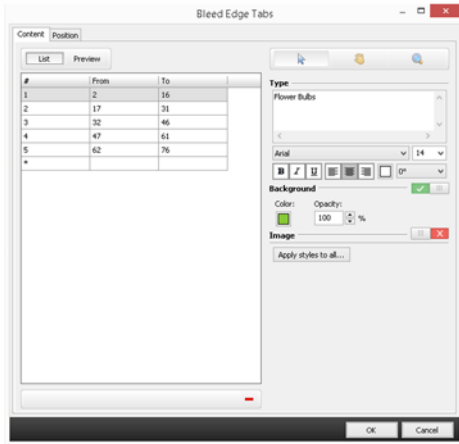 Bleed Edge Tabs
Content Position
List Preview
# From To
1 2 16
2 17 31
3 32 46
4 47 61
5 62 76
*
Type
Flower Bulbs
Arial 14
B I U 0°
Background
Color: Opacity:
100 %
Image
Apply styles to all...
OK Cancel